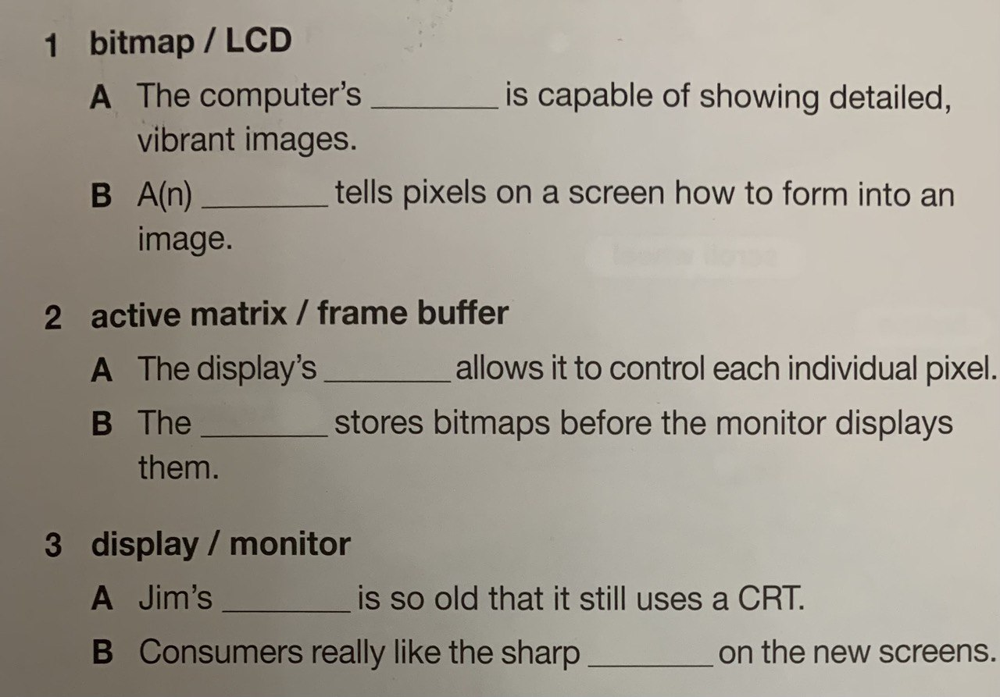 1 bitmap / LCD
A The computer's ________ is capable of showing detailed,
vibrant images.
B A(n) ________ tells pixels on a screen how to form into an
image.
2 active matrix / frame buffer
A The display's ________ allows it to control each individual pixel.
B The ________ stores bitmaps before the monitor displays
them.
3 display / monitor
A Jim's ________ is so old that it still uses a CRT.
B Consumers really like the sharp ________ on the new screens.